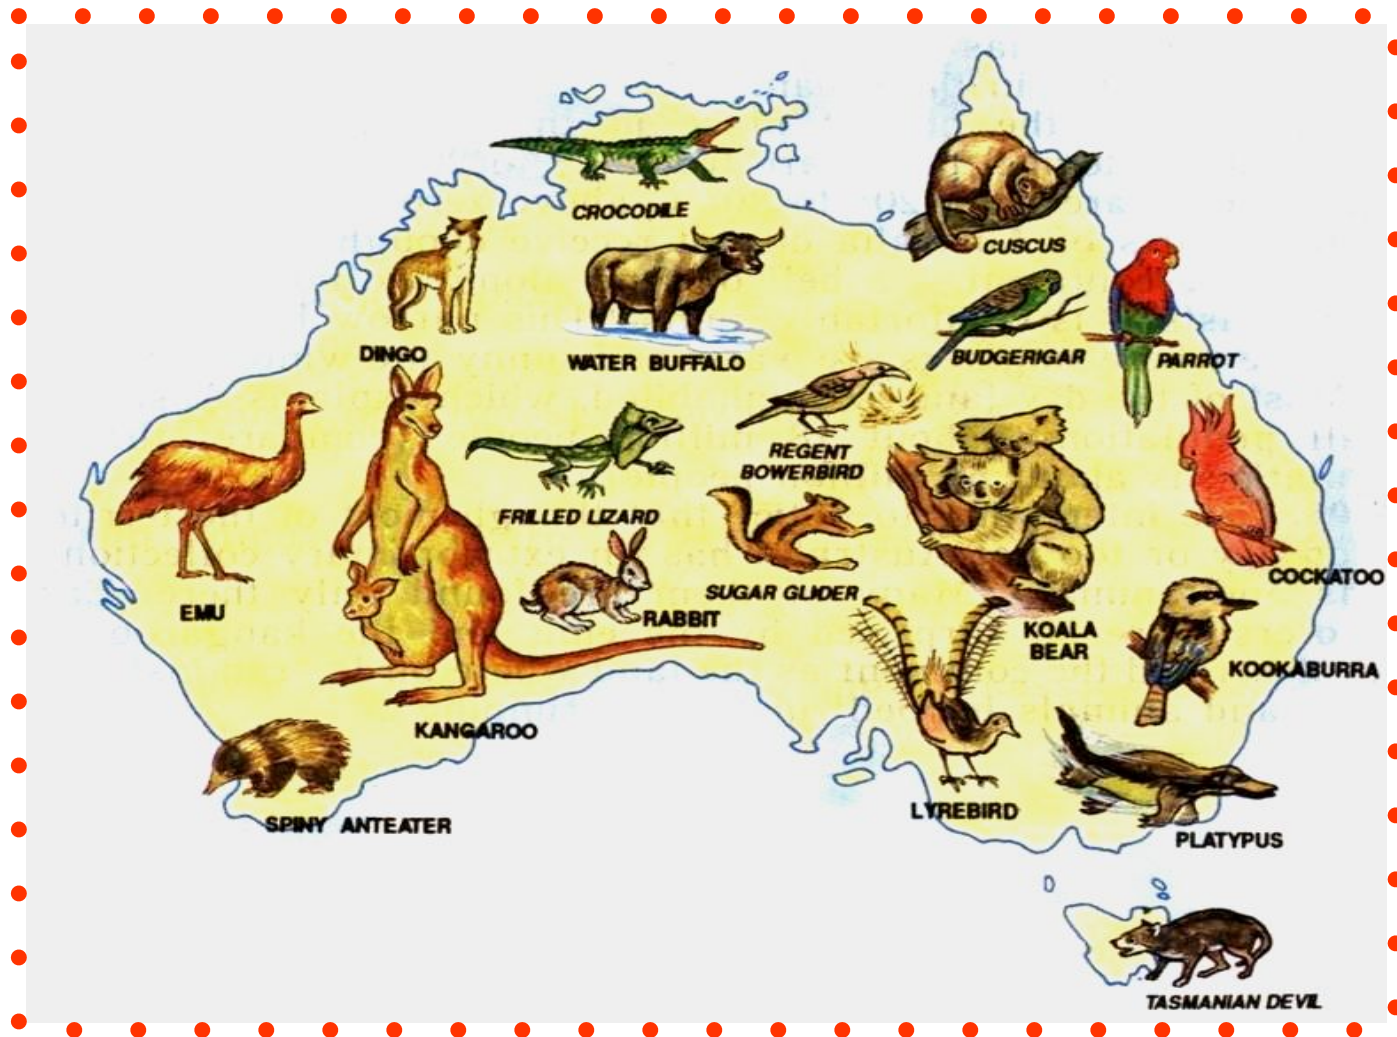 CROCODILE
CUSCUS
DINGO
WATER BUFFALO
BUDGERIGAR
PARROT
REGENT
BOWERBIRD
FRILLED LIZARD
COCKATOO
SUGAR GLIDER
EMU
RABBIT
KOALA
BEAR
KOOKABURRA
KANGAROO
SPINY ANTEATER
LYREBIRD
PLATYPUS
TASMANIAN DEVIL